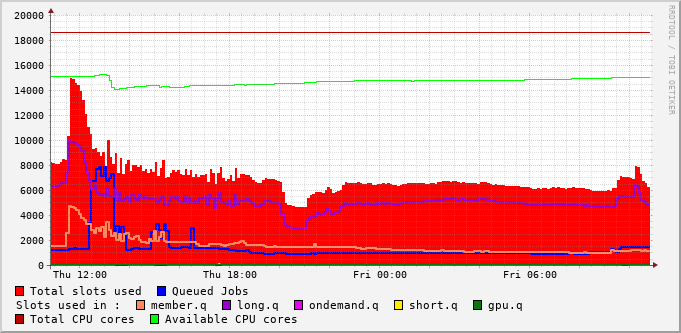 RRDTOOL / TOBI OETIKER
20000
18000
16000
14000
12000
10000
8000
6000
4000
2000
0
Thu 12:00 Thu 18:00 Fri 00:00 Fri 06:00
Total slots used Queued Jobs
Slots used in : member.q long.q ondemand.q short.q gpu.q
Total CPU cores Available CPU cores